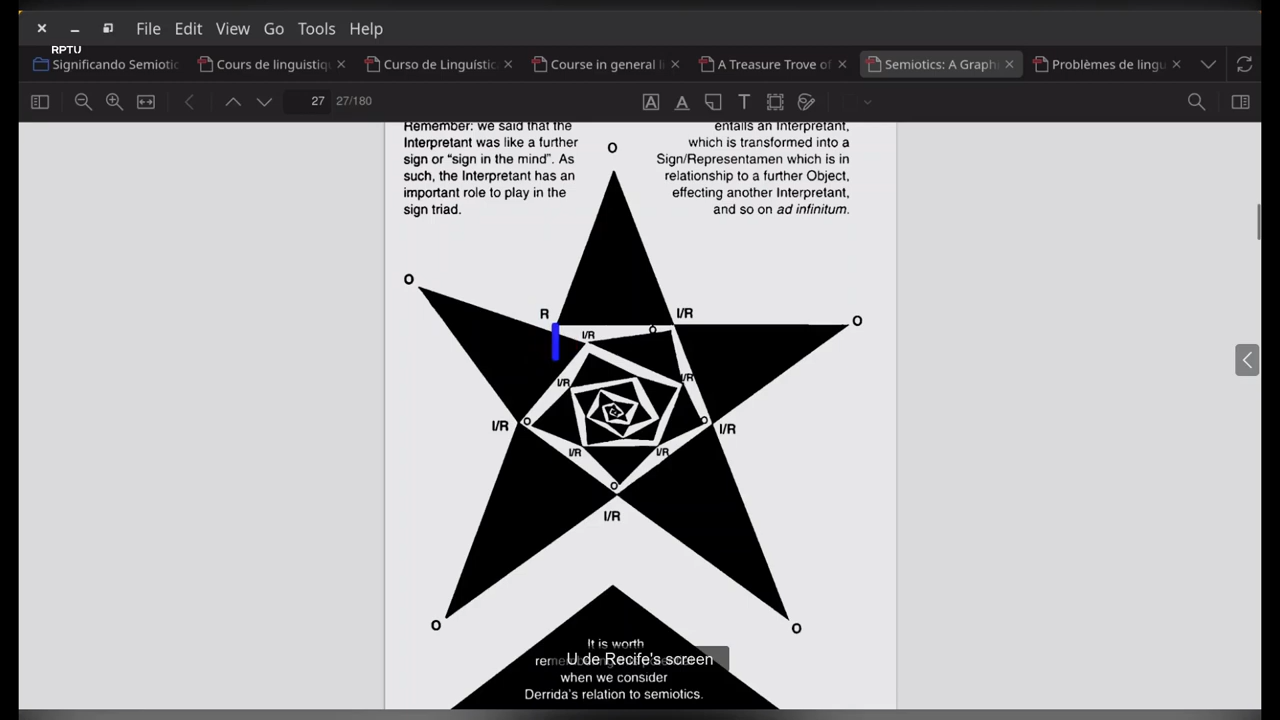 File Edit View Go Tools Help
RPTU
Significando Semiotic
Cours de linguistiq
Curso de Linguístic
Course in general l
A Treasure Trove of
Semiotics: A Graph
Problèmes de lingu
27 27/180
Remember: we said that the
Interpretant was like a further
sign or “sign in the mind”. As
such, the Interpretant has an
important role to play in the
sign triad.
entails an Interpretant,
which is transformed into a
Sign/Representamen which is in
relationship to a further Object,
effecting another Interpretant,
and so on ad infinitum.
O
O
R
I/R
O
I/R
O
I/R
I/R
I/R
O
O
I/R
I/R
I/R
O
I/R
O
O
It is worth
U de Recife's screen
when we consider
Derrida's relation to semiotics.